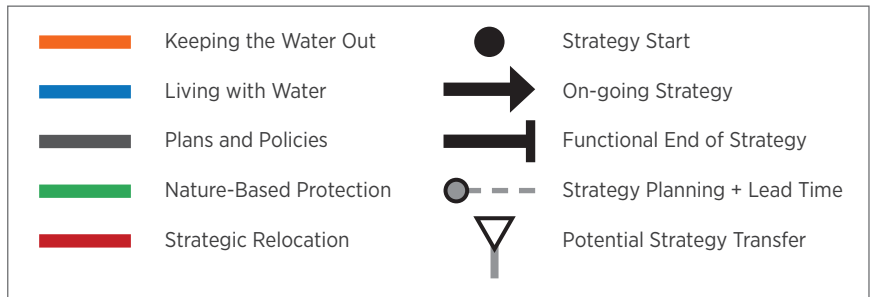 Keeping the Water Out
Living with Water
Plans and Policies
Nature-Based Protection
Strategic Relocation
Strategy Start
On-going Strategy
Functional End of Strategy
Strategy Planning + Lead Time
Potential Strategy Transfer